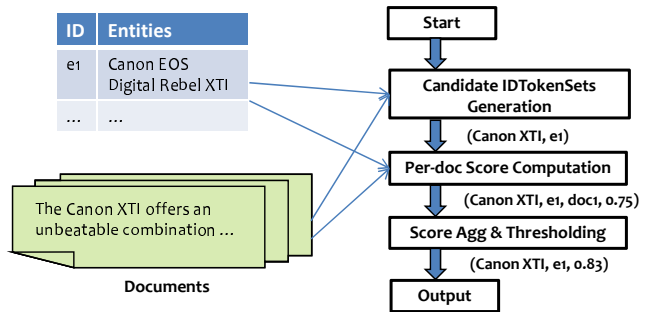 ID Entities
e1 Canon EOS
Digital Rebel XTI
... ...
The Canon XTI offers an
unbeatable combination ...
Documents
Start
Candidate IDTokenSets
Generation
(Canon XTI, e1)
Per-doc Score Computation
(Canon XTI, e1, doc1, 0.75)
Score Agg & Thresholding
(Canon XTI, e1, 0.83)
Output